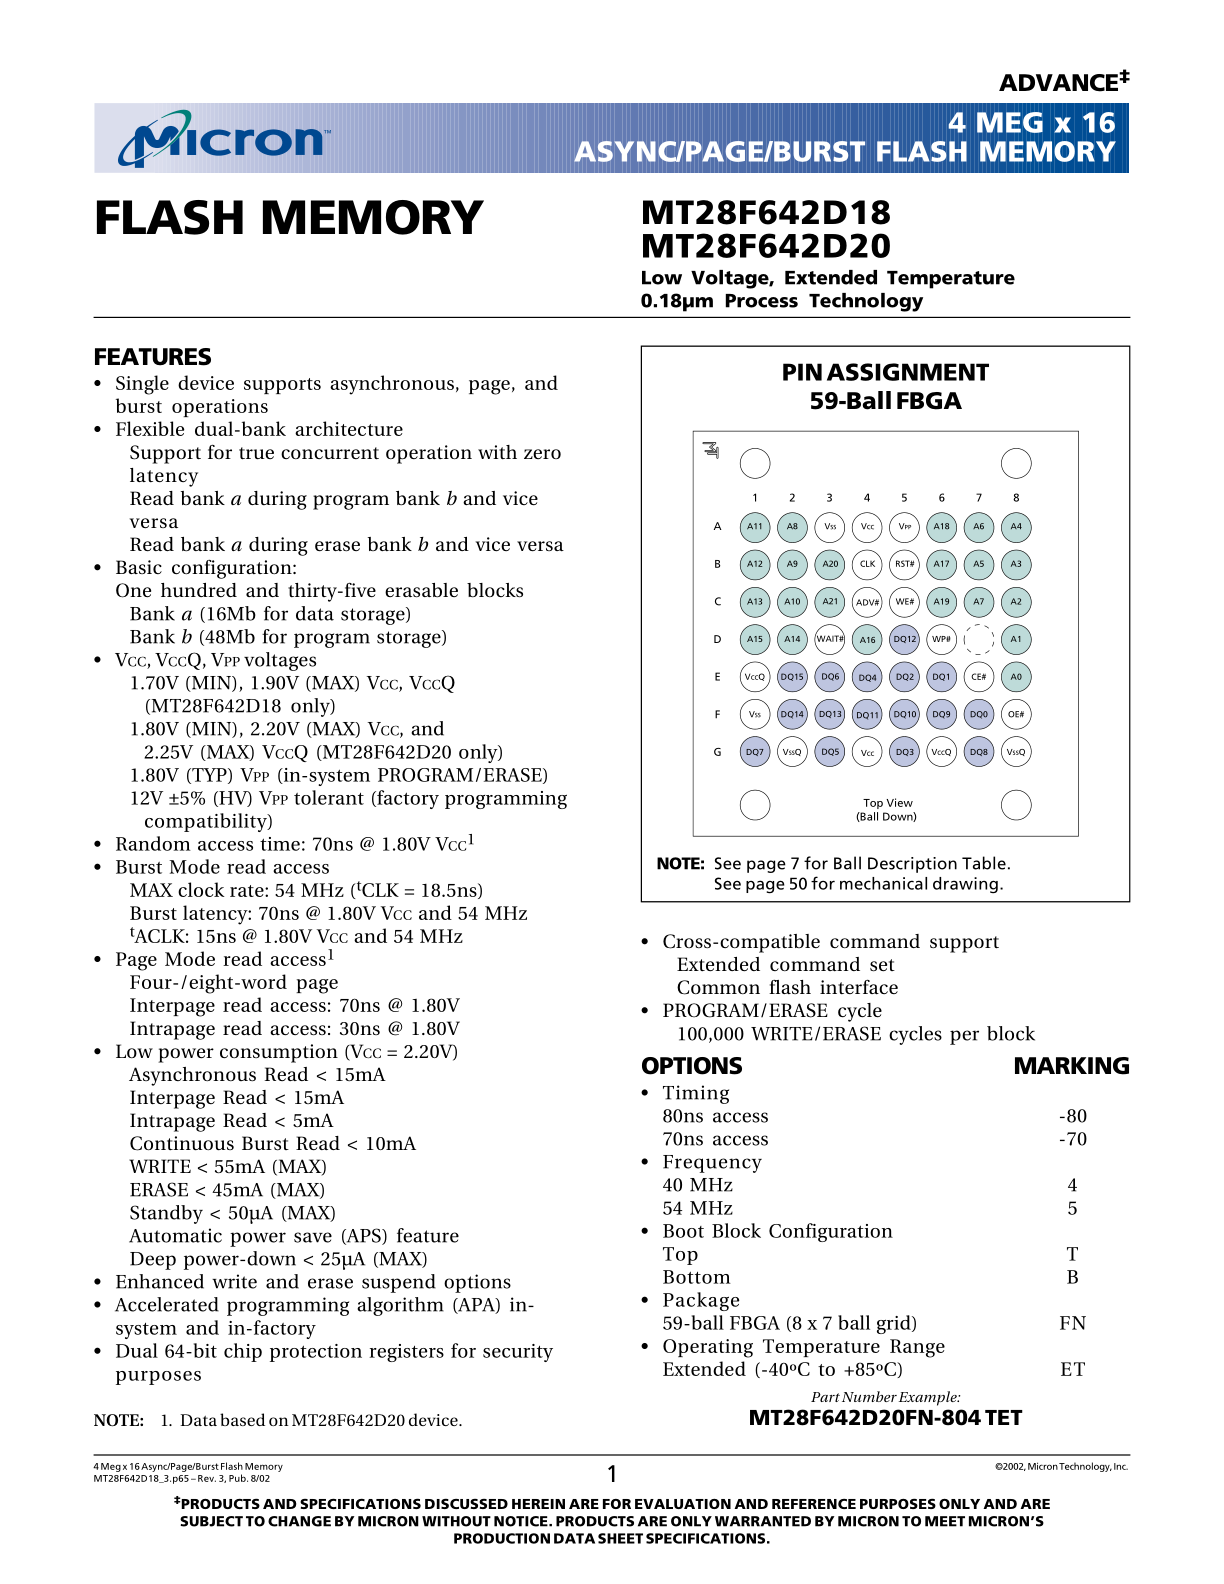 ADVANCE‡
Micron™
4 MEG x 16
ASYNC/PAGE/BURST FLASH MEMORY
FLASH MEMORY
MT28F642D18
MT28F642D20
Low Voltage, Extended Temperature
0.18µm Process Technology
FEATURES
• Single device supports asynchronous, page, and
burst operations
• Flexible dual-bank architecture
Support for true concurrent operation with zero
latency
Read bank a during program bank b and vice
versa
Read bank a during erase bank b and vice versa
• Basic configuration:
One hundred and thirty-five erasable blocks
Bank a (16Mb for data storage)
Bank b (48Mb for program storage)
• VCC, VCCQ, VPP voltages
1.70V (MIN), 1.90V (MAX) VCC, VCCQ
(MT28F642D18 only)
1.80V (MIN), 2.20V (MAX) VCC, and
2.25V (MAX) VCCQ (MT28F642D20 only)
1.80V (TYP) VPP (in-system PROGRAM/ERASE)
12V ±5% (HV) VPP tolerant (factory programming
compatibility)
• Random access time: 70ns @ 1.80V VCC1
• Burst Mode read access
MAX clock rate: 54 MHz (tCLK = 18.5ns)
Burst latency: 70ns @ 1.80V VCC and 54 MHz
tACLK: 15ns @ 1.80V VCC and 54 MHz
• Page Mode read access1
Four-/eight-word page
Interpage read access: 70ns @ 1.80V
Intrapage read access: 30ns @ 1.80V
• Low power consumption (VCC = 2.20V)
Asynchronous Read < 15mA
Interpage Read < 15mA
Intrapage Read < 5mA
Continuous Burst Read < 10mA
WRITE < 55mA (MAX)
ERASE < 45mA (MAX)
Standby < 50µA (MAX)
Automatic power save (APS) feature
Deep power-down < 25µA (MAX)
• Enhanced write and erase suspend options
• Accelerated programming algorithm (APA) in-
system and in-factory
• Dual 64-bit chip protection registers for security
purposes
NOTE: 1. Data based on MT28F642D20 device.
PIN ASSIGNMENT
59-Ball FBGA
1 2 3 4 5 6 7 8
A A11 A8 Vss Vcc VPP A18 A6 A4
B A12 A9 A20 CLK RST# A17 A5 A3
C A13 A10 A21 ADV# WE# A19 A7 A2
D A15 A14 WAIT# A16 DQ12 WP# A1
E VccQ DQ15 DQ6 DQ4 DQ2 DQ1 CE# A0
F Vss DQ14 DQ13 DQ11 DQ10 DQ9 DQ0 OE#
G DQ7 VssQ DQ5 Vcc DQ3 VccQ DQ8 VssQ
Top View
(Ball Down)
NOTE: See page 7 for Ball Description Table.
See page 50 for mechanical drawing.
• Cross-compatible command support
Extended command set
Common flash interface
• PROGRAM/ERASE cycle
100,000 WRITE/ERASE cycles per block
OPTIONS MARKING
• Timing
80ns access -80
70ns access -70
• Frequency
40 MHz 4
54 MHz 5
• Boot Block Configuration
Top T
Bottom B
• Package
59-ball FBGA (8 x 7 ball grid) FN
• Operating Temperature Range
Extended (-40ºC to +85ºC) ET
Part Number Example:
MT28F642D20FN-804 TET
4 Meg x 16 Async/Page/Burst Flash Memory
MT28F642D18_3.p65 – Rev. 3, Pub. 8/02
1
©2002, Micron Technology, Inc.
‡PRODUCTS AND SPECIFICATIONS DISCUSSED HEREIN ARE FOR EVALUATION AND REFERENCE PURPOSES ONLY AND ARE
SUBJECT TO CHANGE BY MICRON WITHOUT NOTICE. PRODUCTS ARE ONLY WARRANTED BY MICRON TO MEET MICRON'S
PRODUCTION DATA SHEET SPECIFICATIONS.